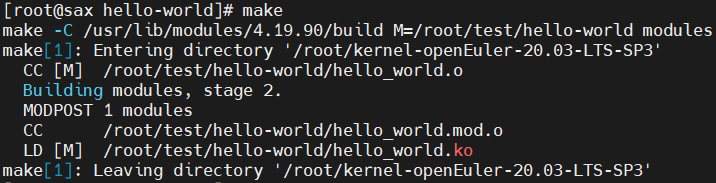 [root@sax hello-world]# make
make -C /usr/lib/modules/4.19.90/build M=/root/test/hello-world modules
make[1]: Entering directory '/root/kernel-openEuler-20.03-LTS-SP3'
  CC [M]  /root/test/hello-world/hello_world.o
  Building modules, stage 2.
  MODPOST 1 modules
  CC      /root/test/hello-world/hello_world.mod.o
  LD [M]  /root/test/hello-world/hello_world.ko
make[1]: Leaving directory '/root/kernel-openEuler-20.03-LTS-SP3'